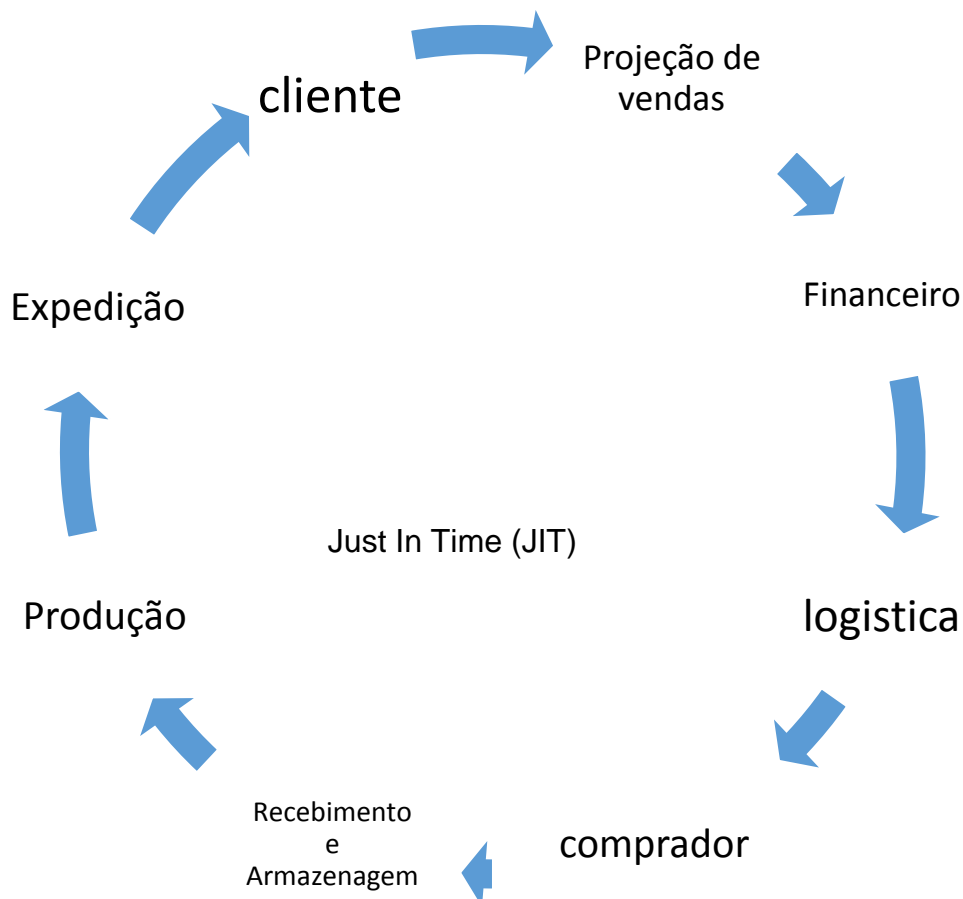 cliente
Projeção de
vendas
Financeiro
logistica
comprador
Recebimento
e
Armazenagem
Produção
Expedição
Just In Time (JIT)